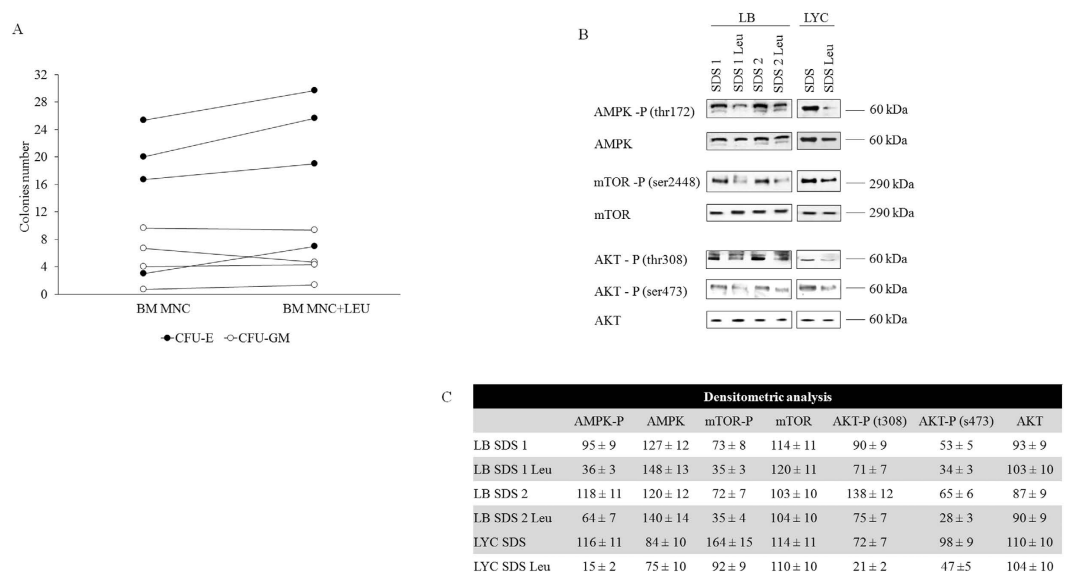 A
Colonies number
32
28
24
20
16
12
8
4
0
BM MNC
BM MNC+LEU
CFU-E
CFU-GM
B
LB
LYC
SDS 1
SDS 1 Leu
SDS 2
SDS 2 Leu
SDS
SDS Leu
AMPK -P (thr172)
60 kDa
AMPK
60 kDa
mTOR -P (ser2448)
290 kDa
mTOR
290 kDa
AKT - P (thr308)
60 kDa
AKT - P (ser473)
60 kDa
AKT
60 kDa
C
Densitometric analysis
AMPK-P AMPK mTOR-P mTOR AKT-P (t308) AKT-P (s473) AKT
LB SDS 1 95 ± 9 127 ± 12 73 ± 8 114 ± 11 90 ± 9 53 ± 5 93 ± 9
LB SDS 1 Leu 36 ± 3 148 ± 13 35 ± 3 120 ± 11 71 ± 7 34 ± 3 103 ± 10
LB SDS 2 118 ± 11 120 ± 12 72 ± 7 103 ± 10 138 ± 12 65 ± 6 87 ± 9
LB SDS 2 Leu 64 ± 7 140 ± 14 35 ± 4 104 ± 10 75 ± 7 28 ± 3 90 ± 9
LYC SDS 116 ± 11 84 ± 10 164 ± 15 114 ± 11 72 ± 7 98 ± 9 110 ± 10
LYC SDS Leu 15 ± 2 75 ± 10 92 ± 9 110 ± 10 21 ± 2 47 ±5 104 ± 10